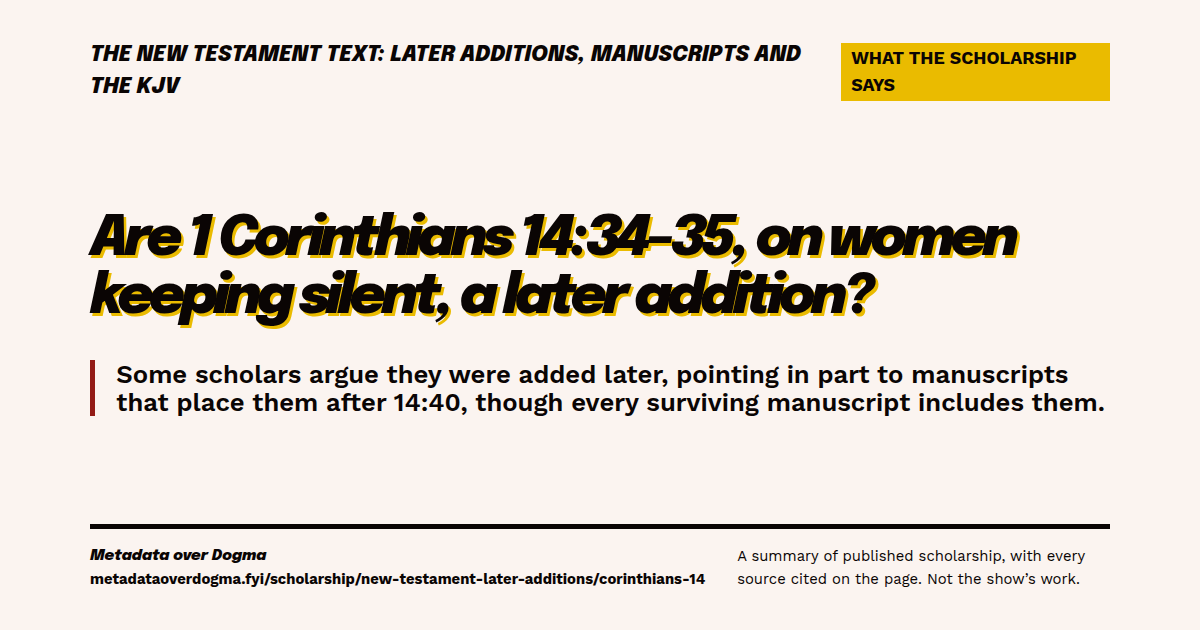 THE NEW TESTAMENT TEXT: LATER ADDITIONS, MANUSCRIPTS AND
THE KJV
WHAT THE SCHOLARSHIP
SAYS
Are 1 Corinthians 14:34–35, on women
keeping silent, a later addition?
Some scholars argue they were added later, pointing in part to manuscripts
that place them after 14:40, though every surviving manuscript includes them.
Metadata over Dogma
metadataoverdogma.fyi/scholarship/new-testament-later-additions/corinthians-14
A summary of published scholarship, with every
source cited on the page. Not the show’s work.